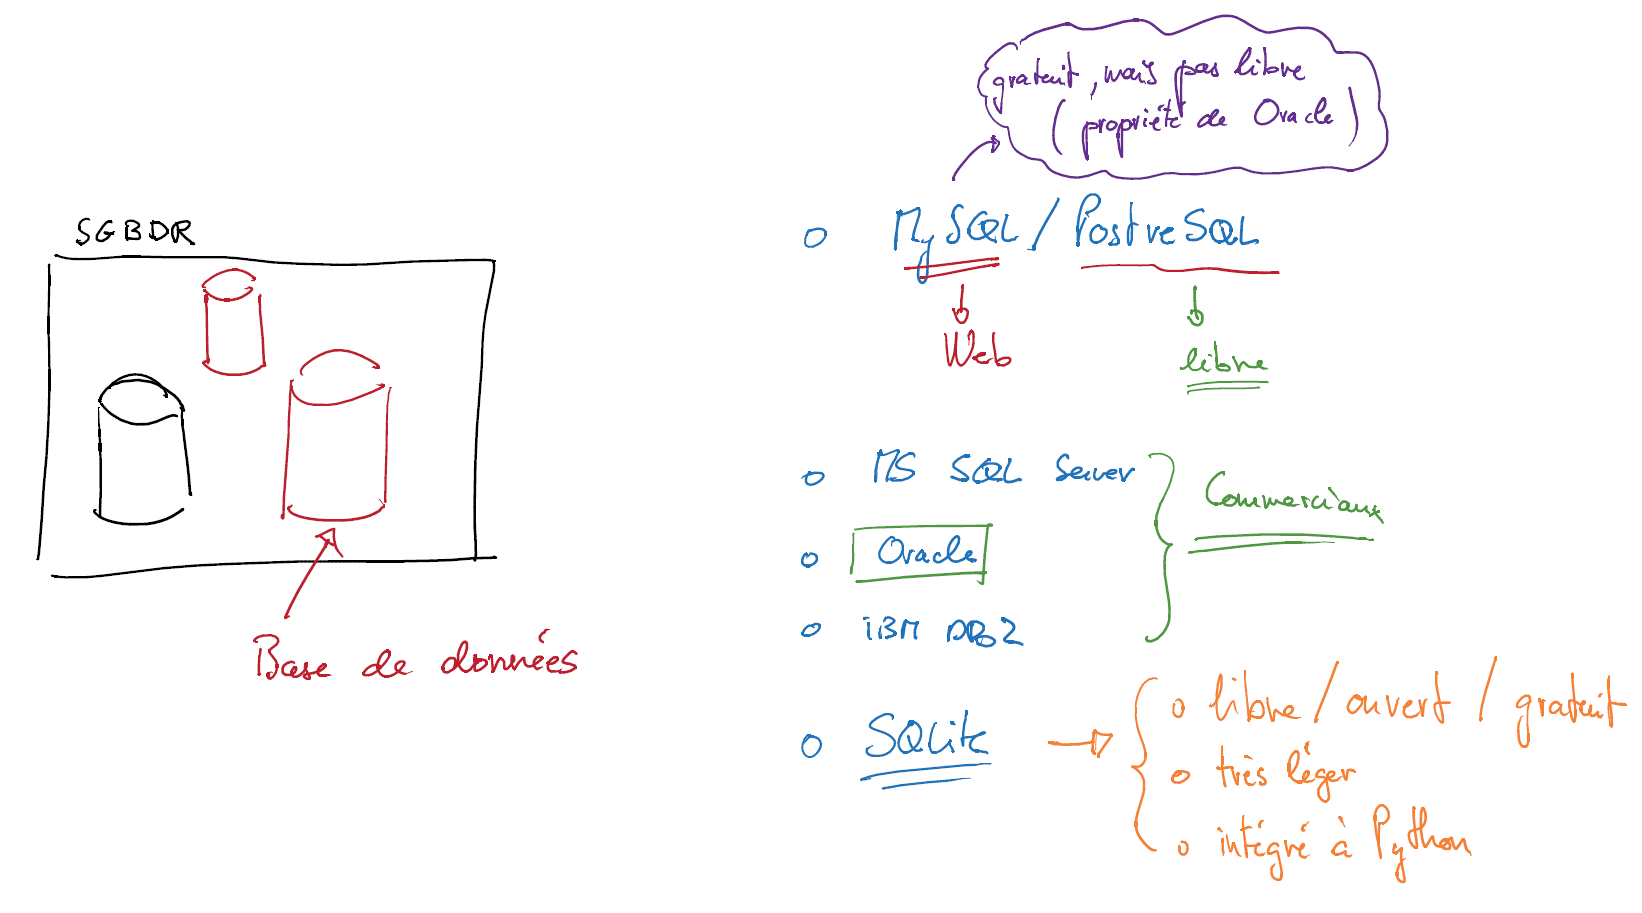 SGBDR
Base de données
gratuit, mais pas libre
(propriété de Oracle)
o MySQL / PostreSQL
Web
libre
o MS SQL Server
o Oracle
o iBM DB2
Commerciaux
o SQLite
o libre / ouvert / gratuit
o très léger
o intégré à Python